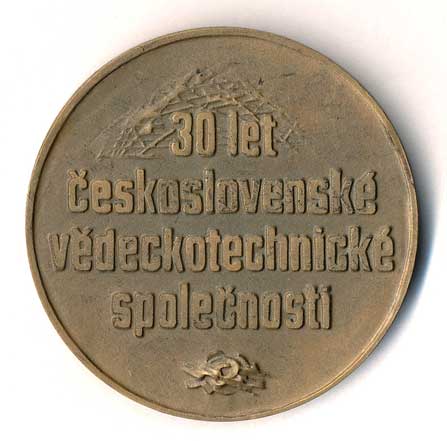 30 let
československé
vědeckotechnické
společnosti